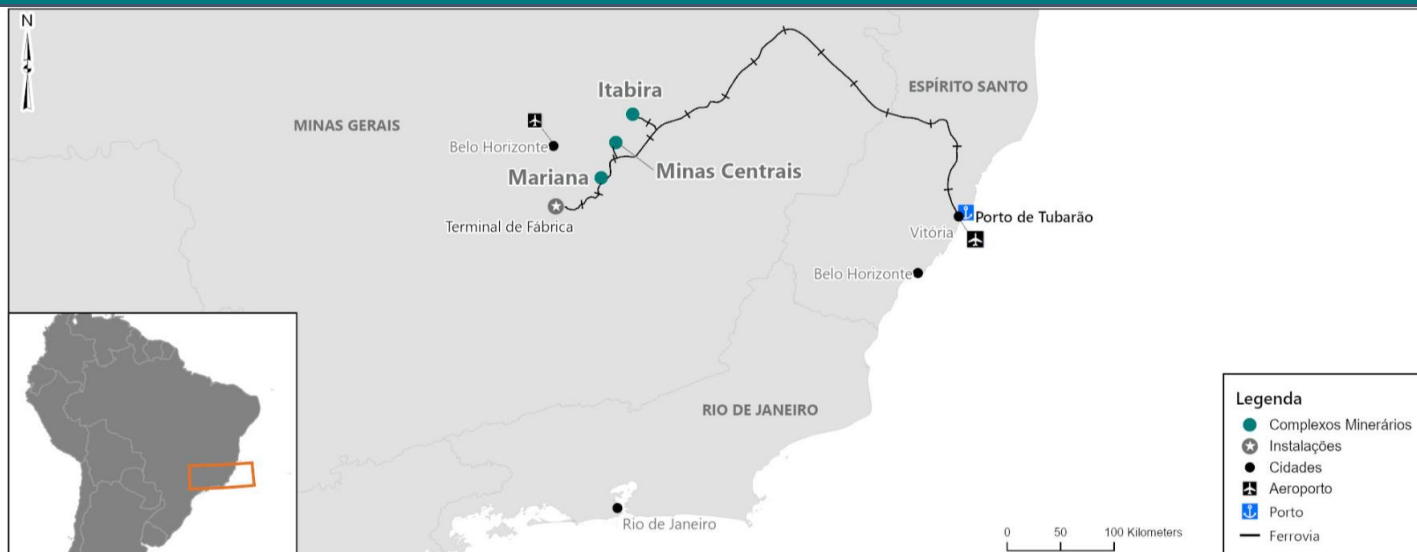 N
Itabira
ESPÍRITO SANTO
MINAS GERAIS
Belo Horizonte
Minas Centrais
Mariana
Terminal de Fábrica
Porto de Tubarão
Vitória
Belo Horizonte
RIO DE JANEIRO
Rio de Janeiro
0 50 100 Kilometers
Legenda
Complexos Minerários
Instalações
Cidades
Aeroporto
Porto
Ferrovia